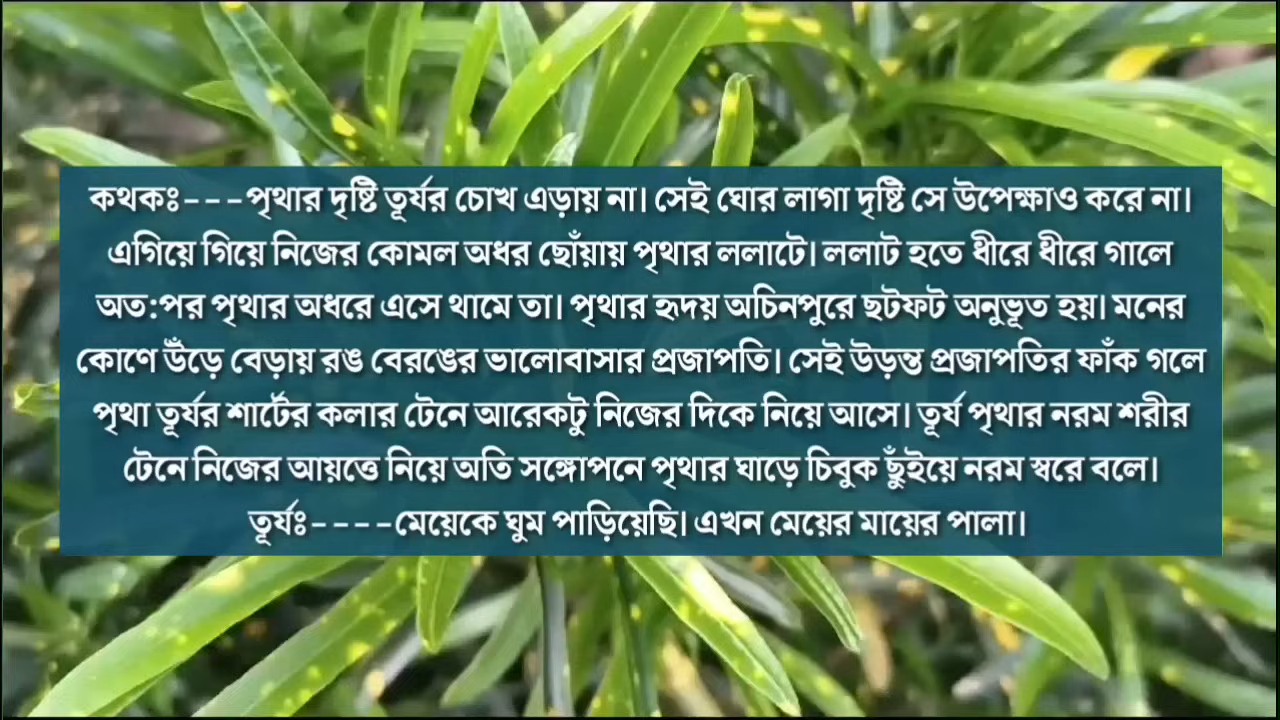 কথকঃ---পৃথার দৃষ্টি তূর্যর চোখ এড়ায় না। সেই ঘোর লাগা দৃষ্টি সে উপেক্ষাও করে না।
এগিয়ে গিয়ে নিজের কোমল অধর ছোঁয়ায় পৃথার ললাটে। ললাট হতে ধীরে ধীরে গালে
অত:পর পৃথার অধরে এসে থামে তা। পৃথার হৃদয় অচিনপুরে ছটফট অনুভূত হয়। মনের
কোণে উঁড়ে বেড়ায় রঙ বেরঙের ভালোবাসার প্রজাপতি। সেই উড়ন্ত প্রজাপতির ফাঁক গলে
পৃথা তূর্যর শার্টের কলার টেনে আরেকটু নিজের দিকে নিয়ে আসে। তূর্য পৃথার নরম শরীর
টেনে নিজের আয়ত্তে নিয়ে অতি সঙ্গোপনে পৃথার ঘাড়ে চিবুক ছুঁইয়ে নরম স্বরে বলে।
তূর্যঃ----মেয়েকে ঘুম পাড়িয়েছি। এখন মেয়ের মায়ের পালা।